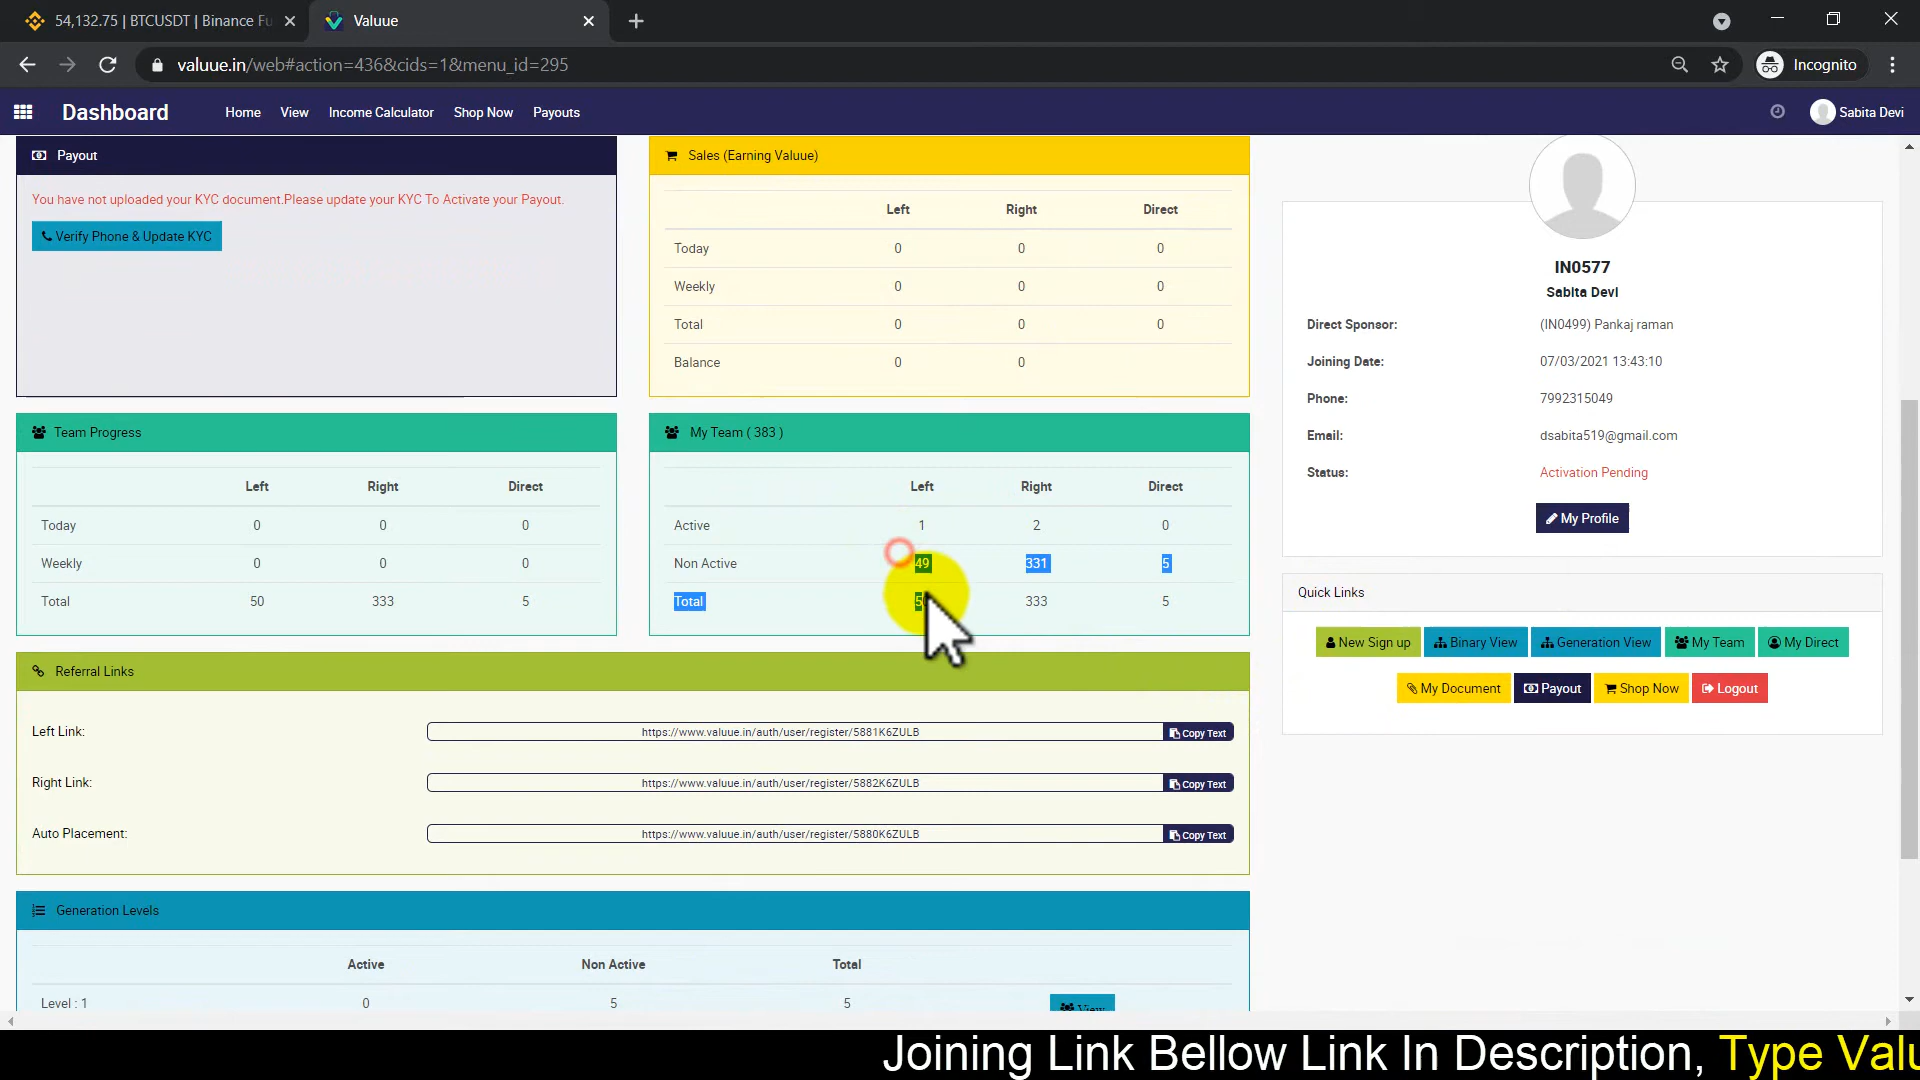 54,132.75 | BTCUSDT | Binance Fu
Valuue
valuue.in/web#action=436&cids=1&menu_id=295
Incognito
Dashboard
Home
View
Income Calculator
Shop Now
Payouts
Sabita Devi
Payout
You have not uploaded your KYC document.Please update your KYC To Activate your Payout.
Verify Phone & Update KYC
Sales (Earning Valuue)
Left Right Direct
Today 0 0 0
Weekly 0 0 0
Total 0 0 0
Balance 0 0
IN0577
Sabita Devi
Direct Sponsor: (IN0499) Pankaj raman
Joining Date: 07/03/2021 13:43:10
Phone: 7992315049
Email: dsabita519@gmail.com
Status: Activation Pending
My Profile
Team Progress
Left Right Direct
Today 0 0 0
Weekly 0 0 0
Total 50 333 5
My Team ( 383 )
Left Right Direct
Active 1 2 0
Non Active 49 331 5
Total 333 5
Quick Links
New Sign up
Binary View
Generation View
My Team
My Direct
My Document
Payout
Shop Now
Logout
Referral Links
Left Link: https://www.valuue.in/auth/user/register/5881K6ZULB Copy Text
Right Link: https://www.valuue.in/auth/user/register/5882K6ZULB Copy Text
Auto Placement: https://www.valuue.in/auth/user/register/5880K6ZULB Copy Text
Generation Levels
Active Non Active Total
Level : 1 0 5 5 View
Joining Link Bellow Link In Description, Type Valu